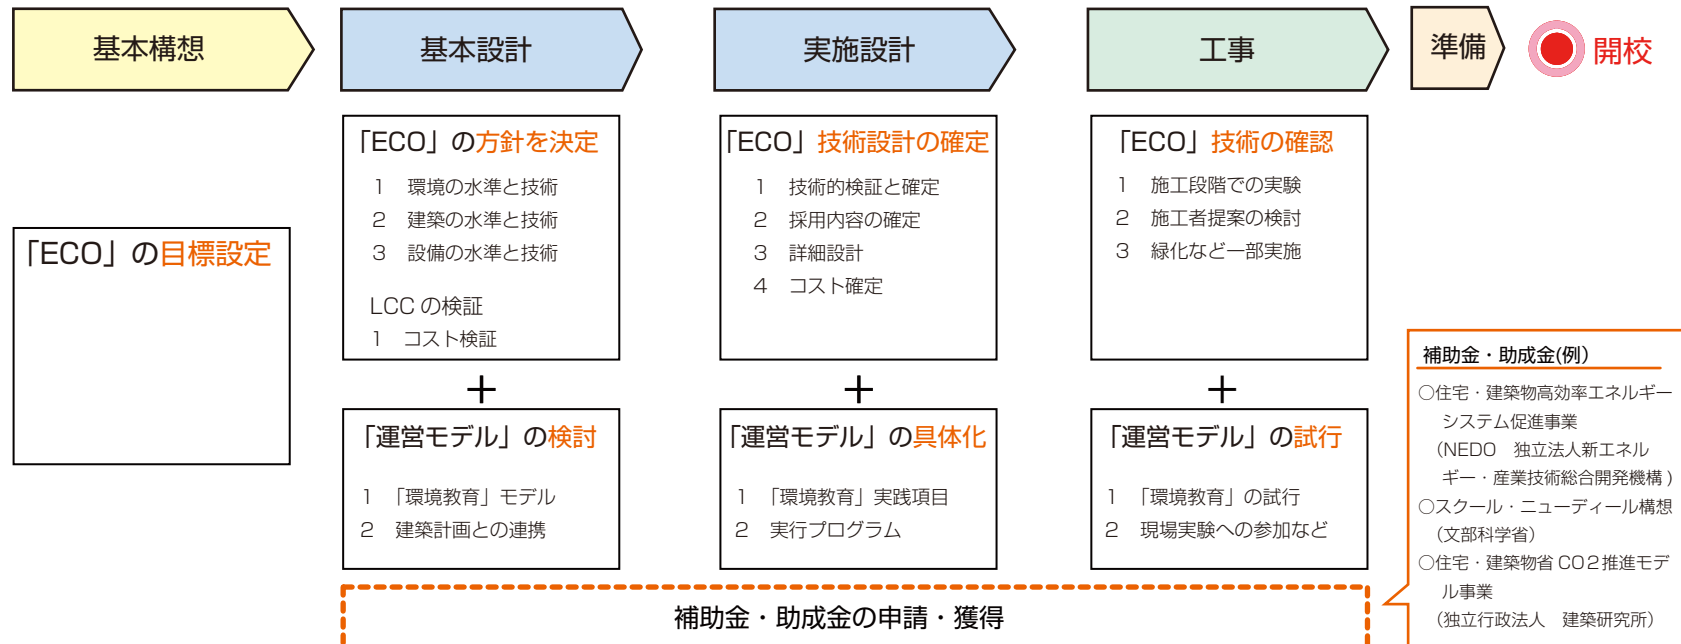 基本構想
基本設計
実施設計
工事
準備
開校
「ECO」の目標設定
「ECO」の方針を決定
1　環境の水準と技術
2　建築の水準と技術
3　設備の水準と技術
LCCの検証
1　コスト検証
＋
「運営モデル」の検討
1　「環境教育」モデル
2　建築計画との連携
「ECO」技術設計の確定
1　技術的検証と確定
2　採用内容の確定
3　詳細設計
4　コスト確定
＋
「運営モデル」の具体化
1　「環境教育」実践項目
2　実行プログラム
「ECO」技術の確認
1　施工段階での実験
2　施工者提案の検討
3　緑化など一部実施
＋
「運営モデル」の試行
1　「環境教育」の試行
2　現場実験への参加など
補助金・助成金の申請・獲得
補助金・助成金(例）
○住宅・建築物高効率エネルギー
システム促進事業
（NEDO　独立法人新エネル
ギー・産業技術総合開発機構)
○スクール・ニューディール構想
（文部科学省）
○住宅・建築物省CO2推進モデ
ル事業
（独立行政法人　建築研究所）